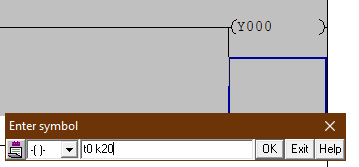 Y000
Enter symbol
-( )- t0 k20 OK Exit Help